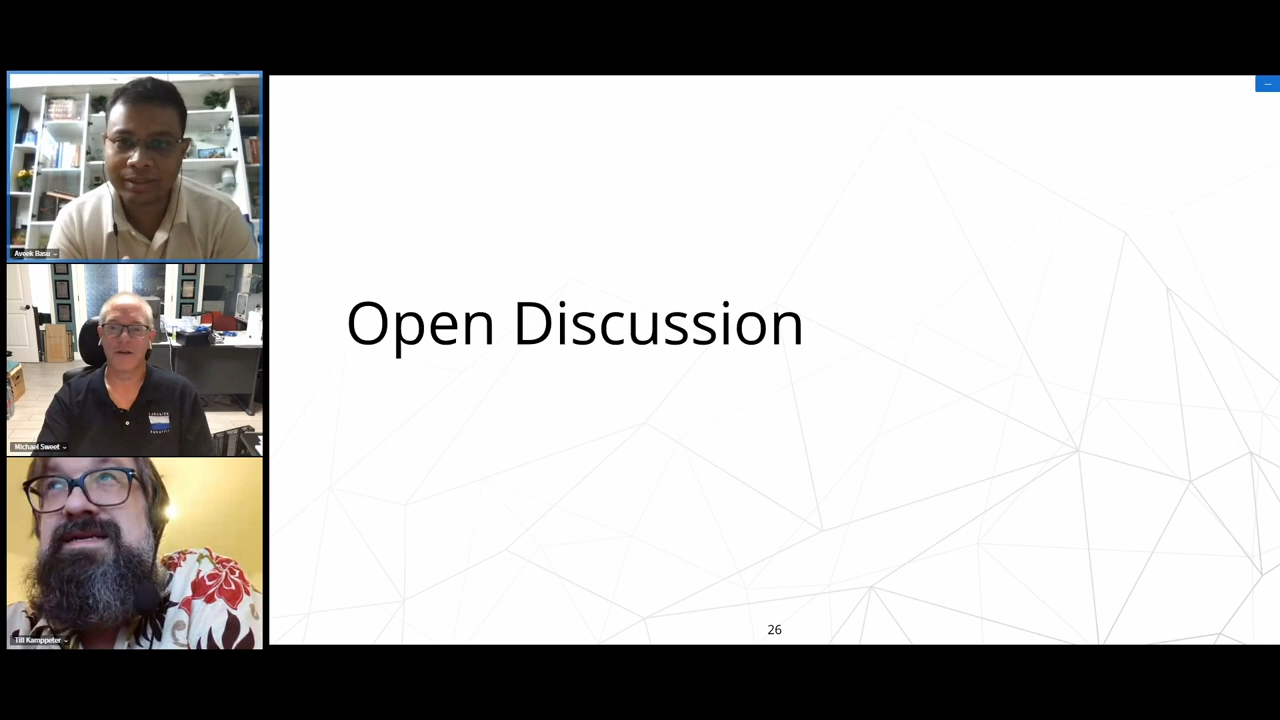 Aveek Basu
Michael Sweet
Till Kamppeter
Open Discussion
26